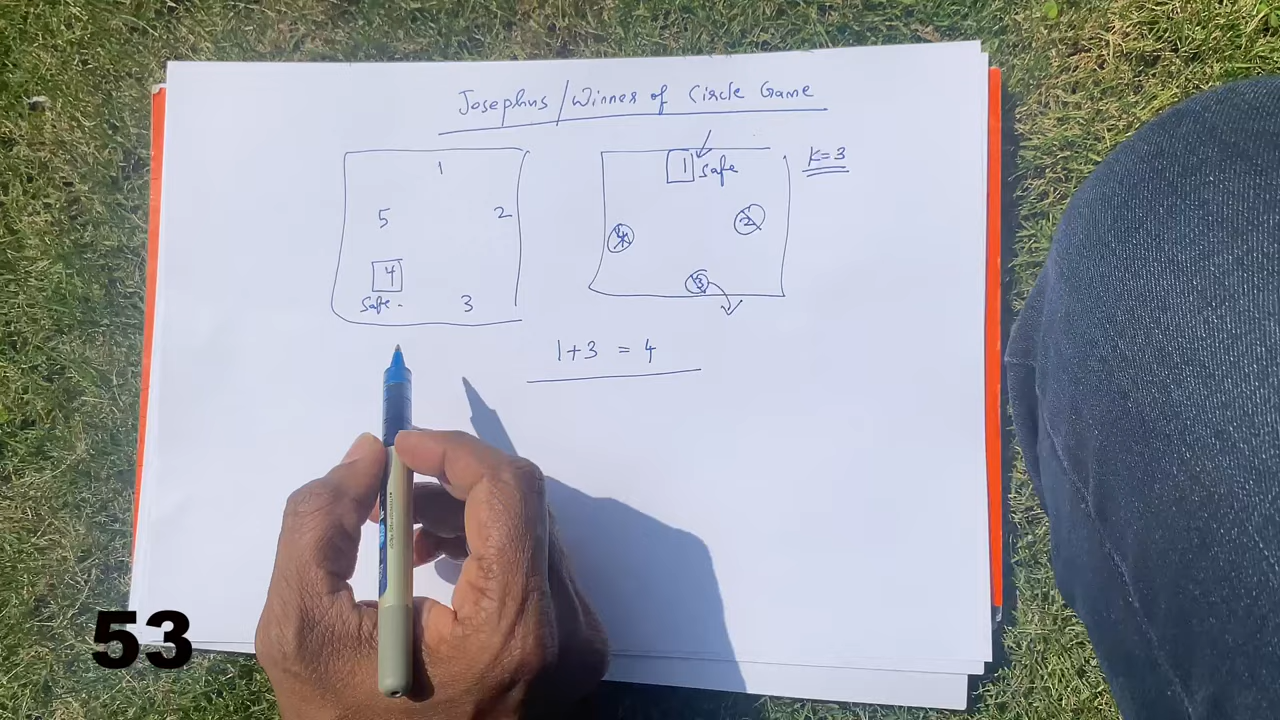 Josephus / Winner of Circle Game
1
5 2
4
Safe - 3
1 Safe
K=3
4 2
3
1+3 = 4
53